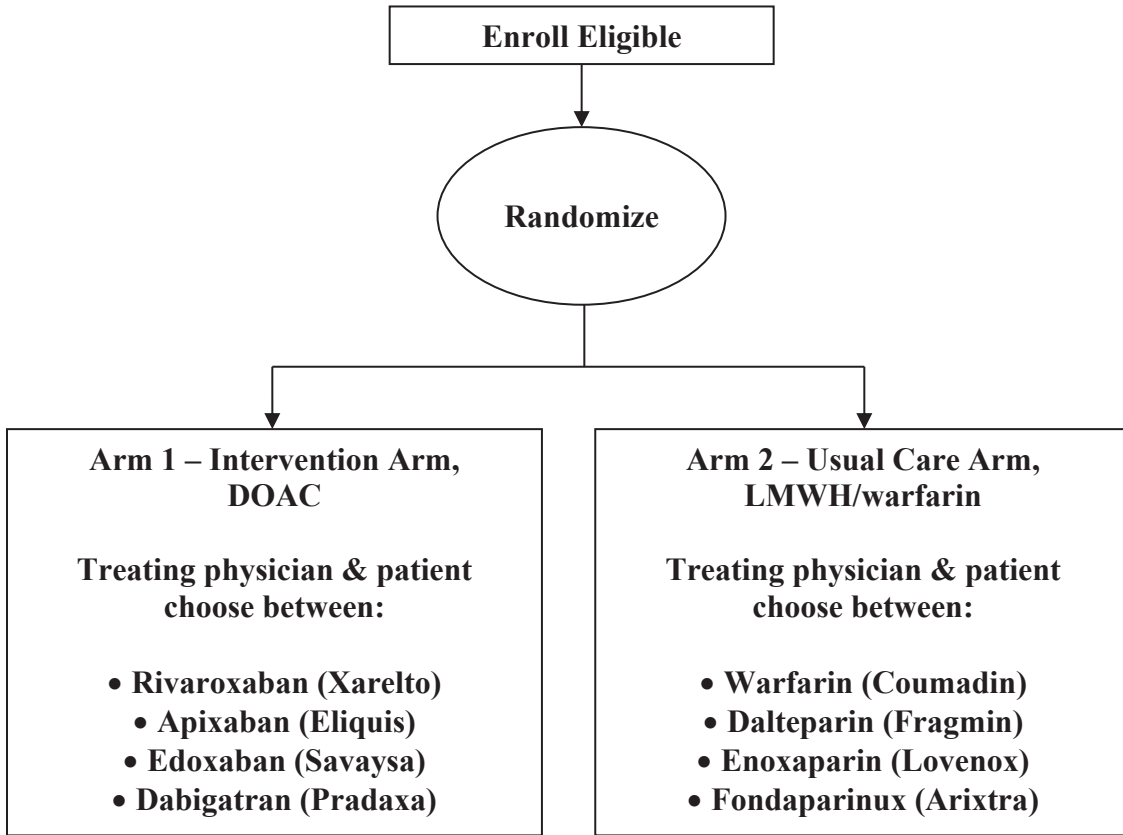 Enroll Eligible
Randomize
Arm 1 – Intervention Arm,
DOAC
Treating physician & patient
choose between:
• Rivaroxaban (Xarelto)
• Apixaban (Eliquis)
• Edoxaban (Savaysa)
• Dabigatran (Pradaxa)
Arm 2 – Usual Care Arm,
LMWH/warfarin
Treating physician & patient
choose between:
• Warfarin (Coumadin)
• Dalteparin (Fragmin)
• Enoxaparin (Lovenox)
• Fondaparinux (Arixtra)